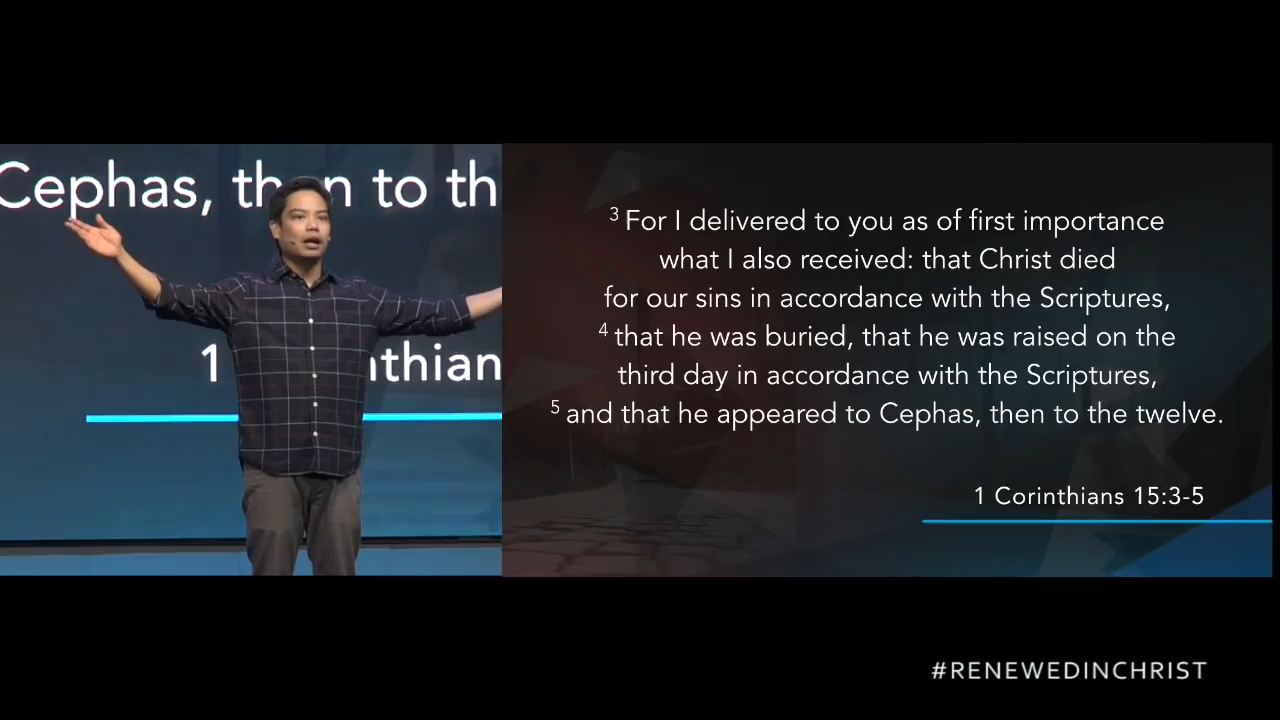 Cephas, th n to th
1 nthian
3 For I delivered to you as of first importance
what I also received: that Christ died
for our sins in accordance with the Scriptures,
4 that he was buried, that he was raised on the
third day in accordance with the Scriptures,
5 and that he appeared to Cephas, then to the twelve.
1 Corinthians 15:3-5
#RENEWEDINCHRIST